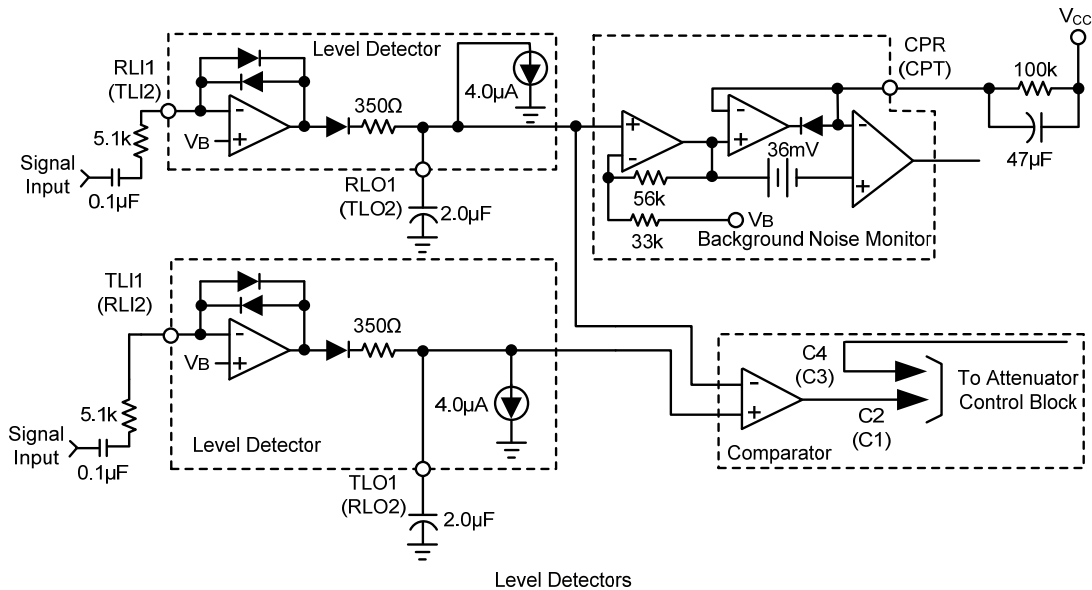 Level Detector
RLI1
(TLI2)
5.1k
Signal
Input
0.1µF
VB
350Ω
4.0µA
RLO1
(TLO2)
2.0µF
CPR
(CPT)
VCC
100k
47µF
36mV
56k
33k
VB
Background Noise Monitor
TLI1
(RLI2)
5.1k
Signal
Input
0.1µF
VB
350Ω
4.0µA
Level Detector
TLO1
(RLO2)
2.0µF
C4
(C3)
C2
(C1)
To Attenuator
Control Block
Comparator
Level Detectors